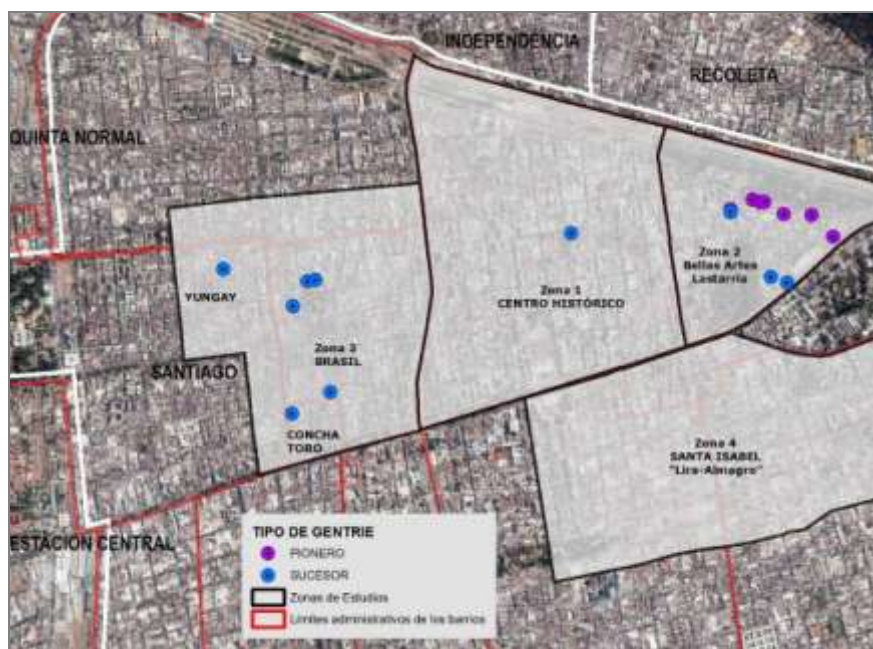 INDEPENDENCIA
RECOLETA
QUINTA NORMAL
Zona 2
Bellas Artes
Lastarria
YUNGAY
Zona 1
CENTRO HISTÓRICO
Zona 3
BRASIL
SANTIAGO
CONCHA
TORO
Zona 4
SANTA ISABEL
"Lira-Almagro"
ESTACION CENTRAL
TIPO DE GENTRIE
PIONERO
SUCESOR
Zonas de Estudios
Límites administrativos de los barrios